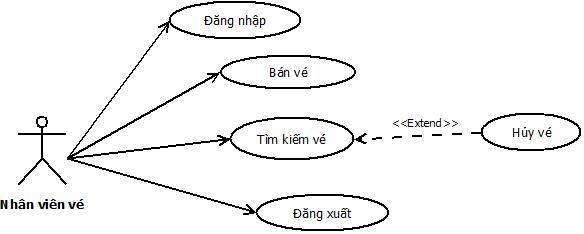 Đăng nhập
Bán vé
<<Extend>>
Tìm kiếm vé
Hủy vé
Nhân viên vé
Đăng xuất